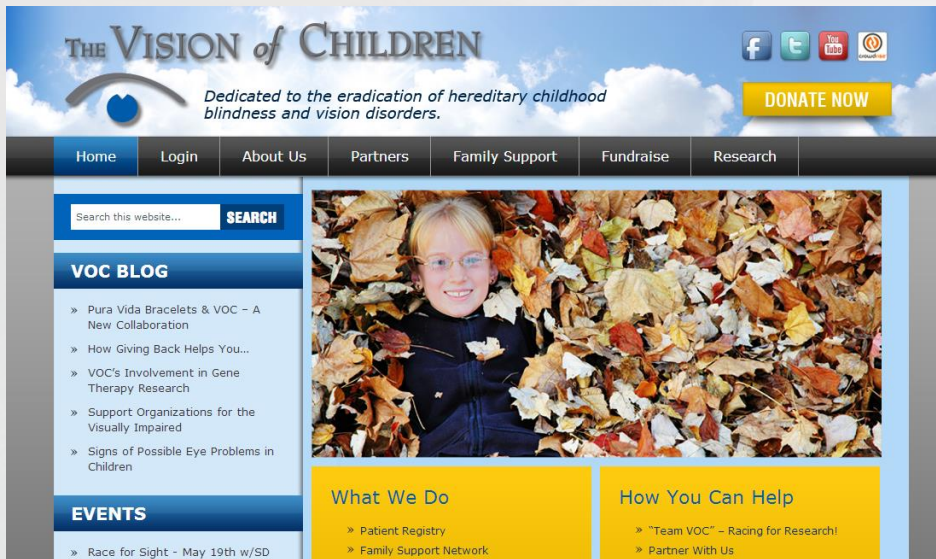 THE VISION of CHILDREN
Dedicated to the eradication of hereditary childhood
blindness and vision disorders.
You
Tube
DONATE NOW
Home Login About Us Partners Family Support Fundraise Research
Search this website... SEARCH
VOC BLOG
» Pura Vida Bracelets & VOC – A
New Collaboration
» How Giving Back Helps You...
» VOC's Involvement in Gene
Therapy Research
» Support Organizations for the
Visually Impaired
» Signs of Possible Eye Problems in
Children
EVENTS
» Race for Sight - May 19th w/SD
What We Do
» Patient Registry
» Family Support Network
How You Can Help
» "Team VOC" – Racing for Research!
» Partner With Us